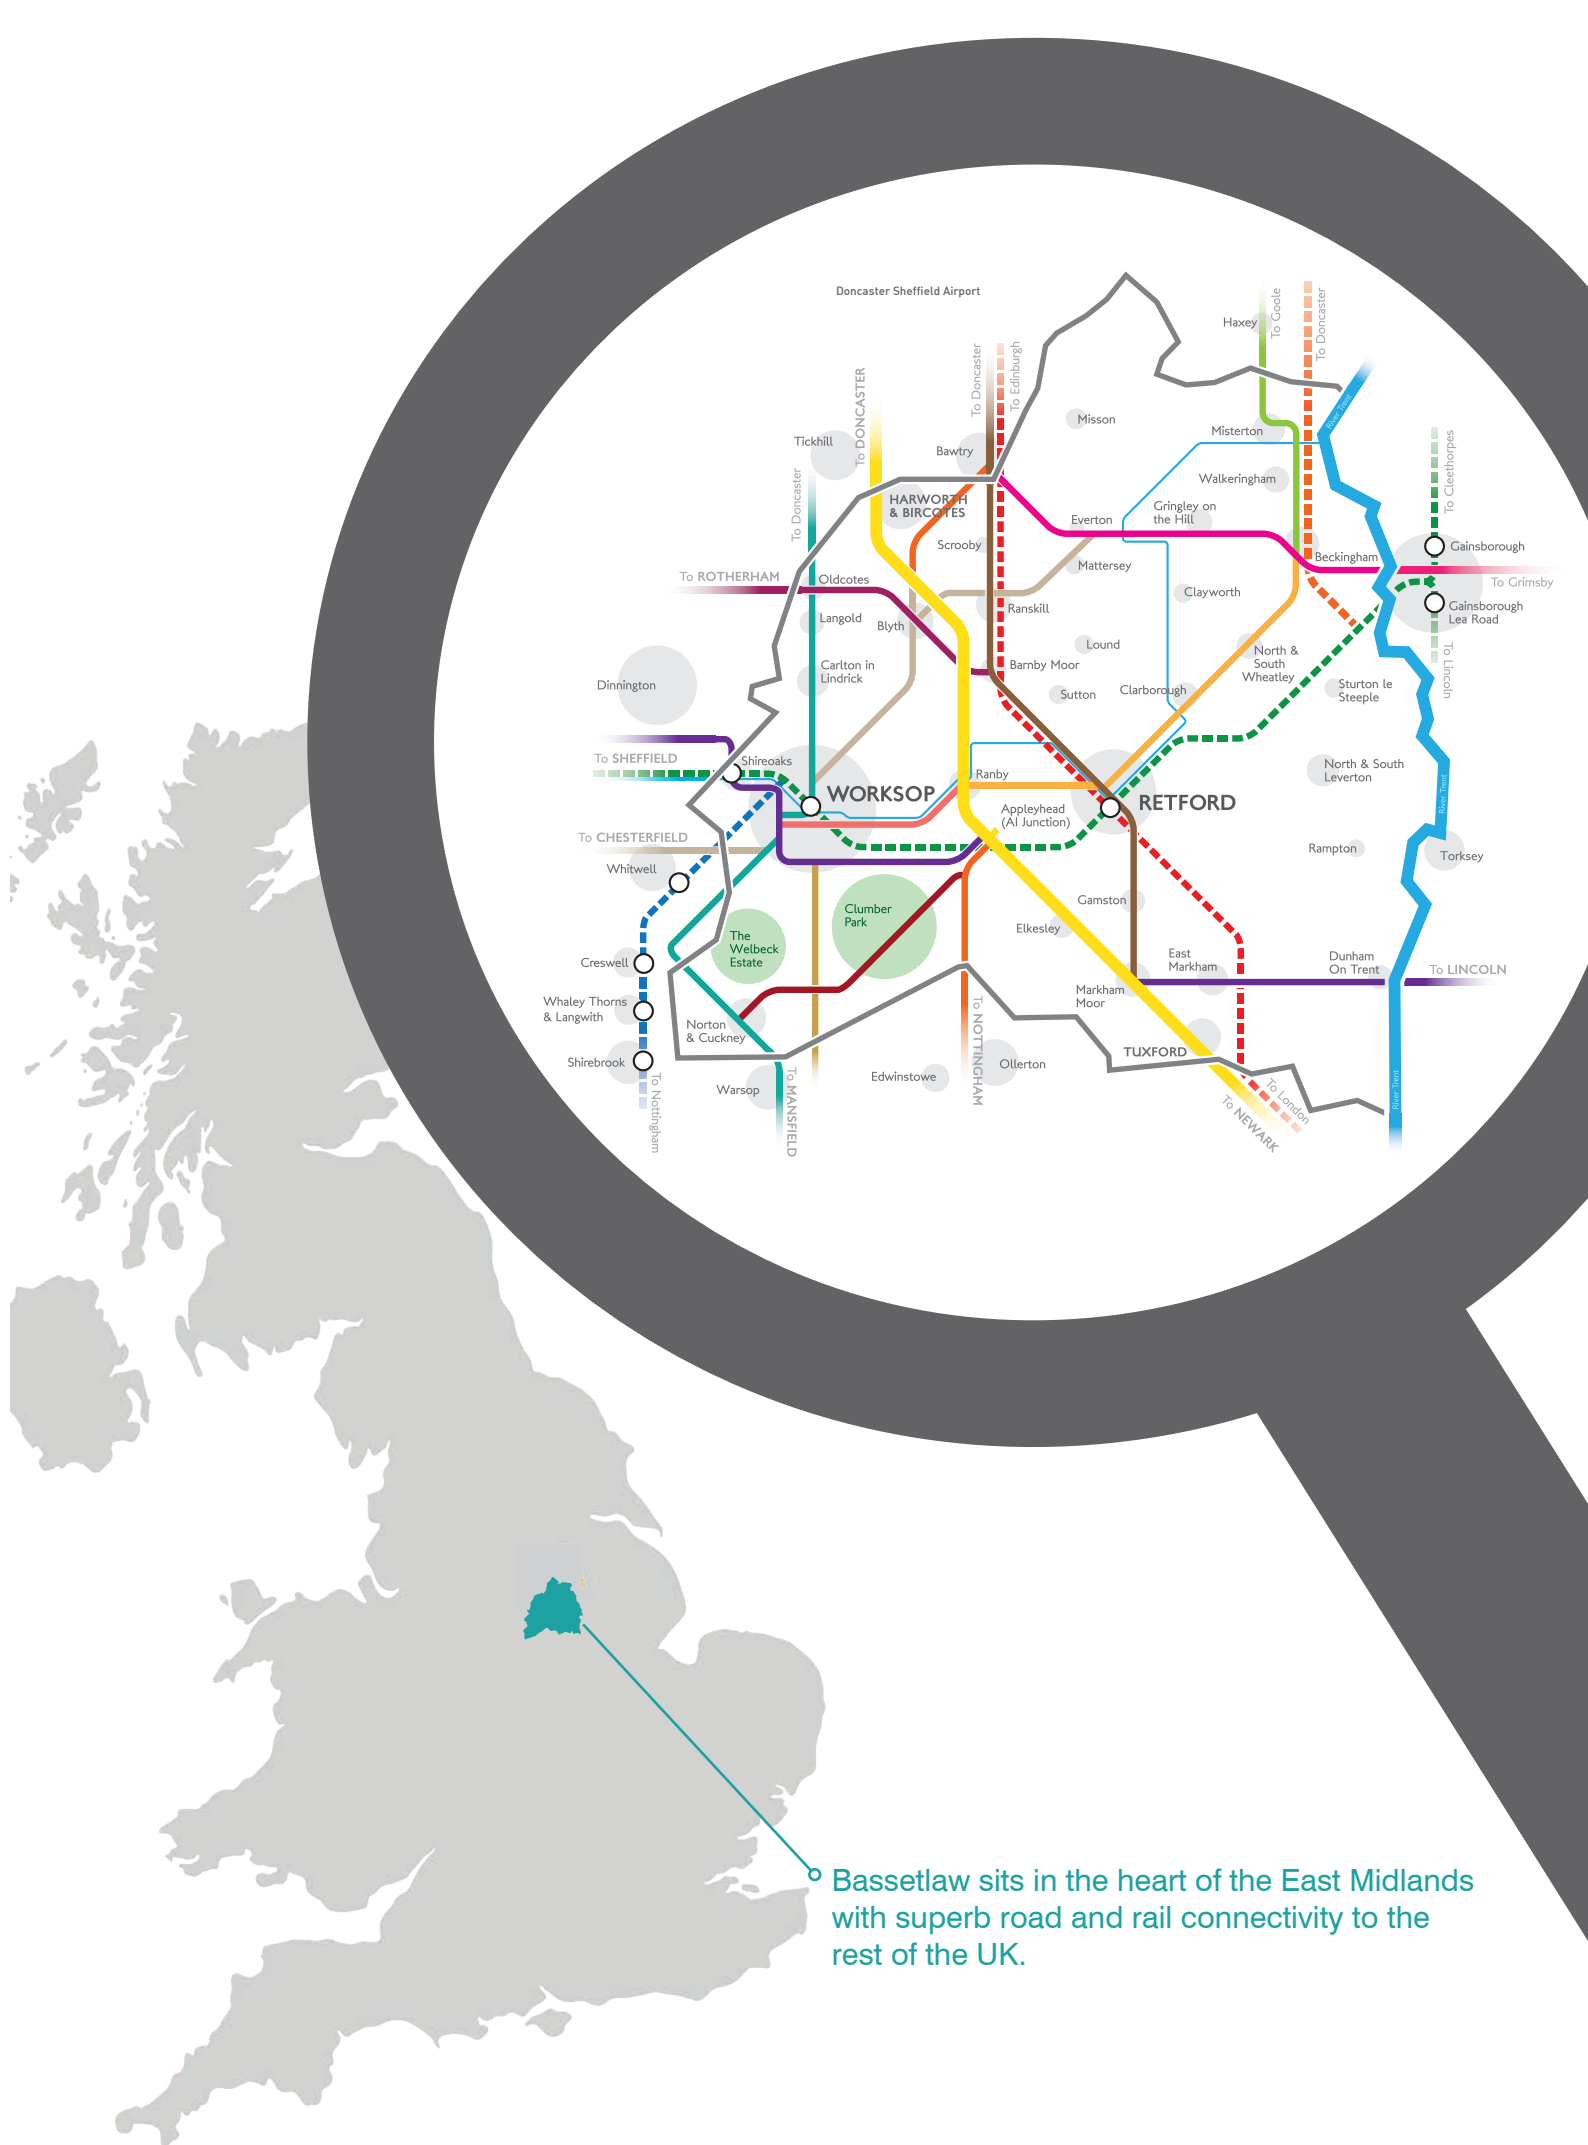 Doncaster Sheffield Airport
Haxey
To Goole
To Doncaster
To Doncaster
To Edinburgh
To DONCASTER
River Trent
Misson
Misterton
Tickhill
Bawtry
To Cleethorpes
To Doncaster
Walkeringham
HARWORTH
& BIRCOTES
Gringley on
the Hill
Everton
Scrooby
Gainsborough
Beckingham
Mattersey
To ROTHERHAM
Oldcotes
To Grimsby
Clayworth
Ranskill
Gainsborough
Lea Road
Langold
Blyth
Lound
North &
South
Wheatley
Barnby Moor
Carlton in
Lindrick
To Lincoln
Dinnington
Sutton
Clarborough
Sturton le
Steeple
To SHEFFIELD
Shireoaks
Ranby
North & South
Leverton
WORKSOP
RETFORD
River Trent
Appleyhead
(A1 Junction)
To CHESTERFIELD
Rampton
Torksey
Whitwell
Clumber
Park
Gamston
Elkesley
The
Welbeck
Estate
East
Markham
Dunham
On Trent
To LINCOLN
Creswell
Markham
Moor
Whaley Thorns
& Langwith
Norton
& Cuckney
To NOTTINGHAM
TUXFORD
Shirebrook
Ollerton
Edwinstowe
Warsop
To Nottingham
To MANSFIELD
To London
To NEWARK
River Trent
Bassetlaw sits in the heart of the East Midlands
with superb road and rail connectivity to the
rest of the UK.